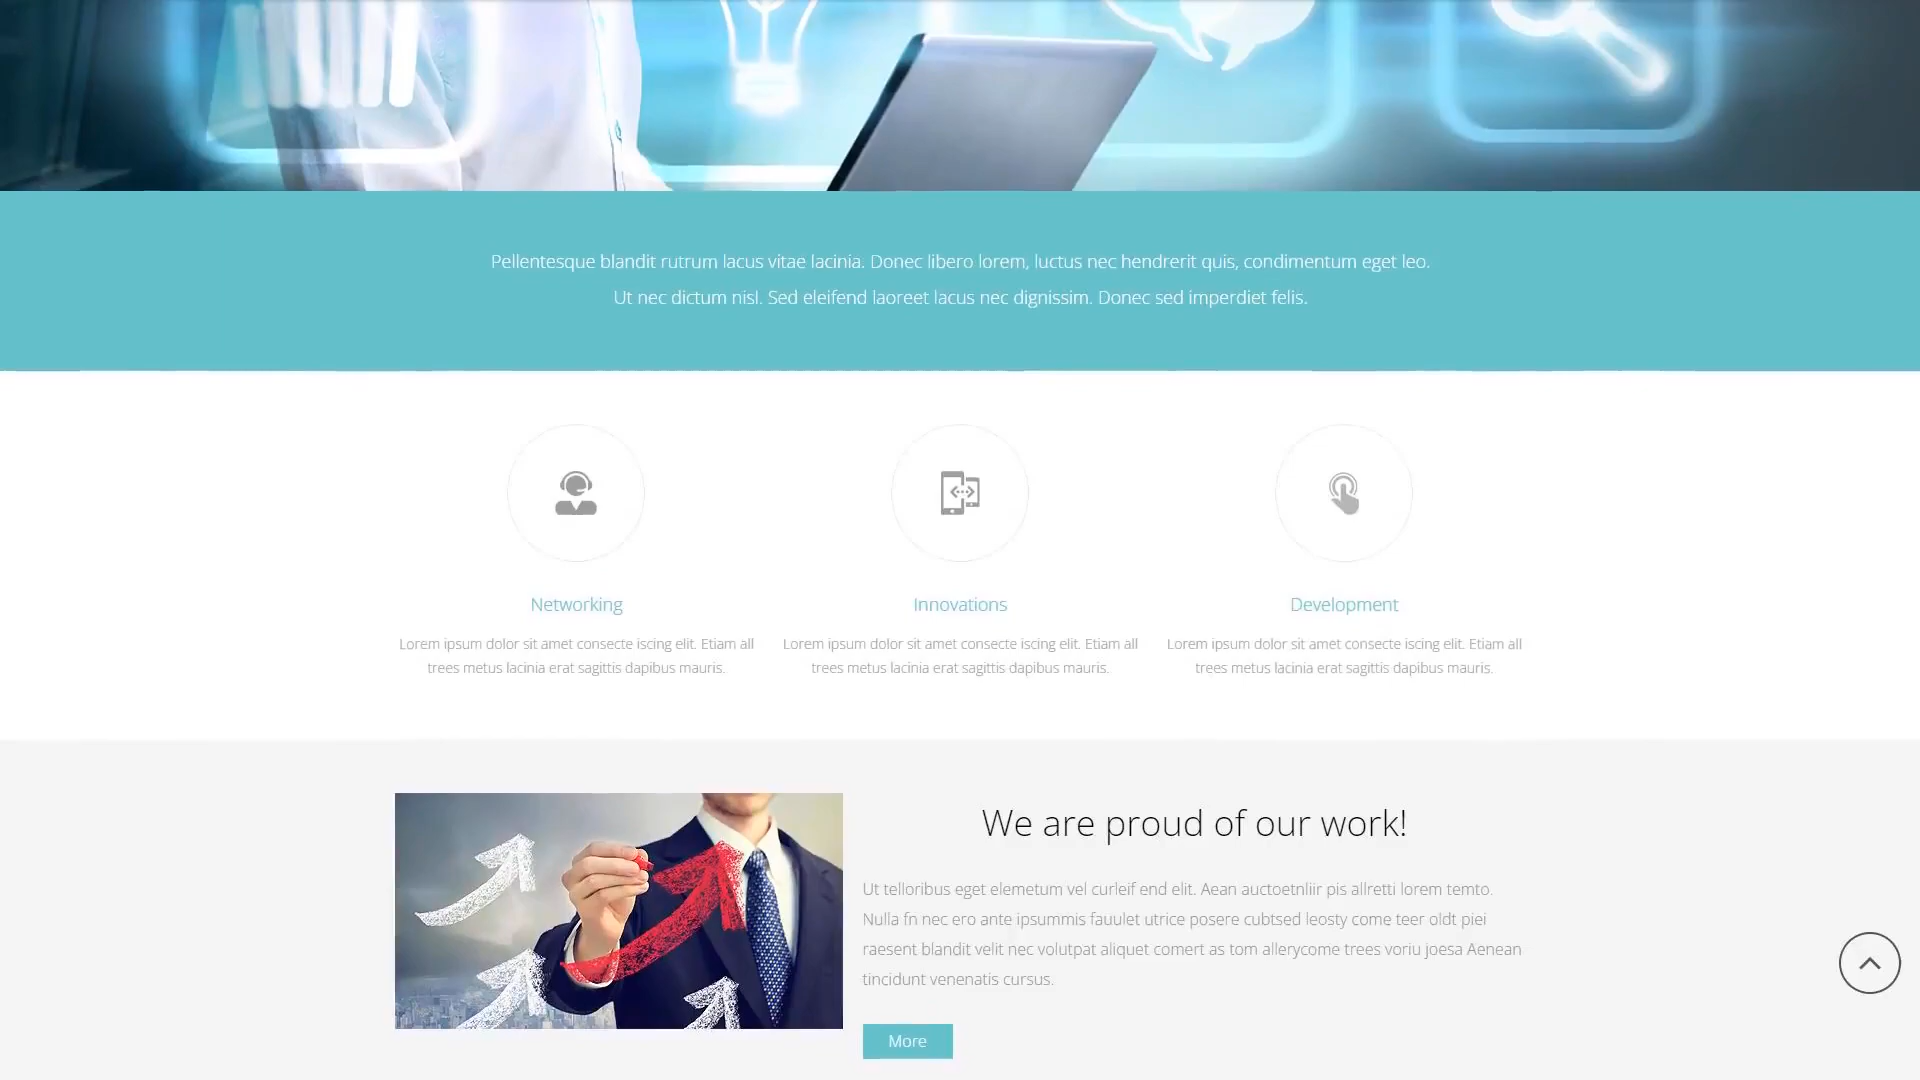 Pellentesque blandit rutrum lacus vitae lacinia. Donec libero lorem, luctus nec hendrerit quis, condimentum eget leo.
Ut nec dictum nisl. Sed eleifend laoreet lacus nec dignissim. Donec sed imperdiet felis.
Networking
Lorem ipsum dolor sit amet consecte iscing elit. Etiam all
trees metus lacinia erat sagittis dapibus mauris.
Innovations
Lorem ipsum dolor sit amet consecte iscing elit. Etiam all
trees metus lacinia erat sagittis dapibus mauris.
Development
Lorem ipsum dolor sit amet consecte iscing elit. Etiam all
trees metus lacinia erat sagittis dapibus mauris.
We are proud of our work!
Ut telloribus eget elemetum vel curleif end elit. Aean auctoetnliir pis allretti lorem temto.
Nulla fn nec ero ante ipsummis fauulet utrice posere cubtsed leosty come teer oldt piei
raesent blandit velit nec volutpat aliquet comert as tom allerycome trees voriu joesa Aenean
tincidunt venenatis cursus.
More